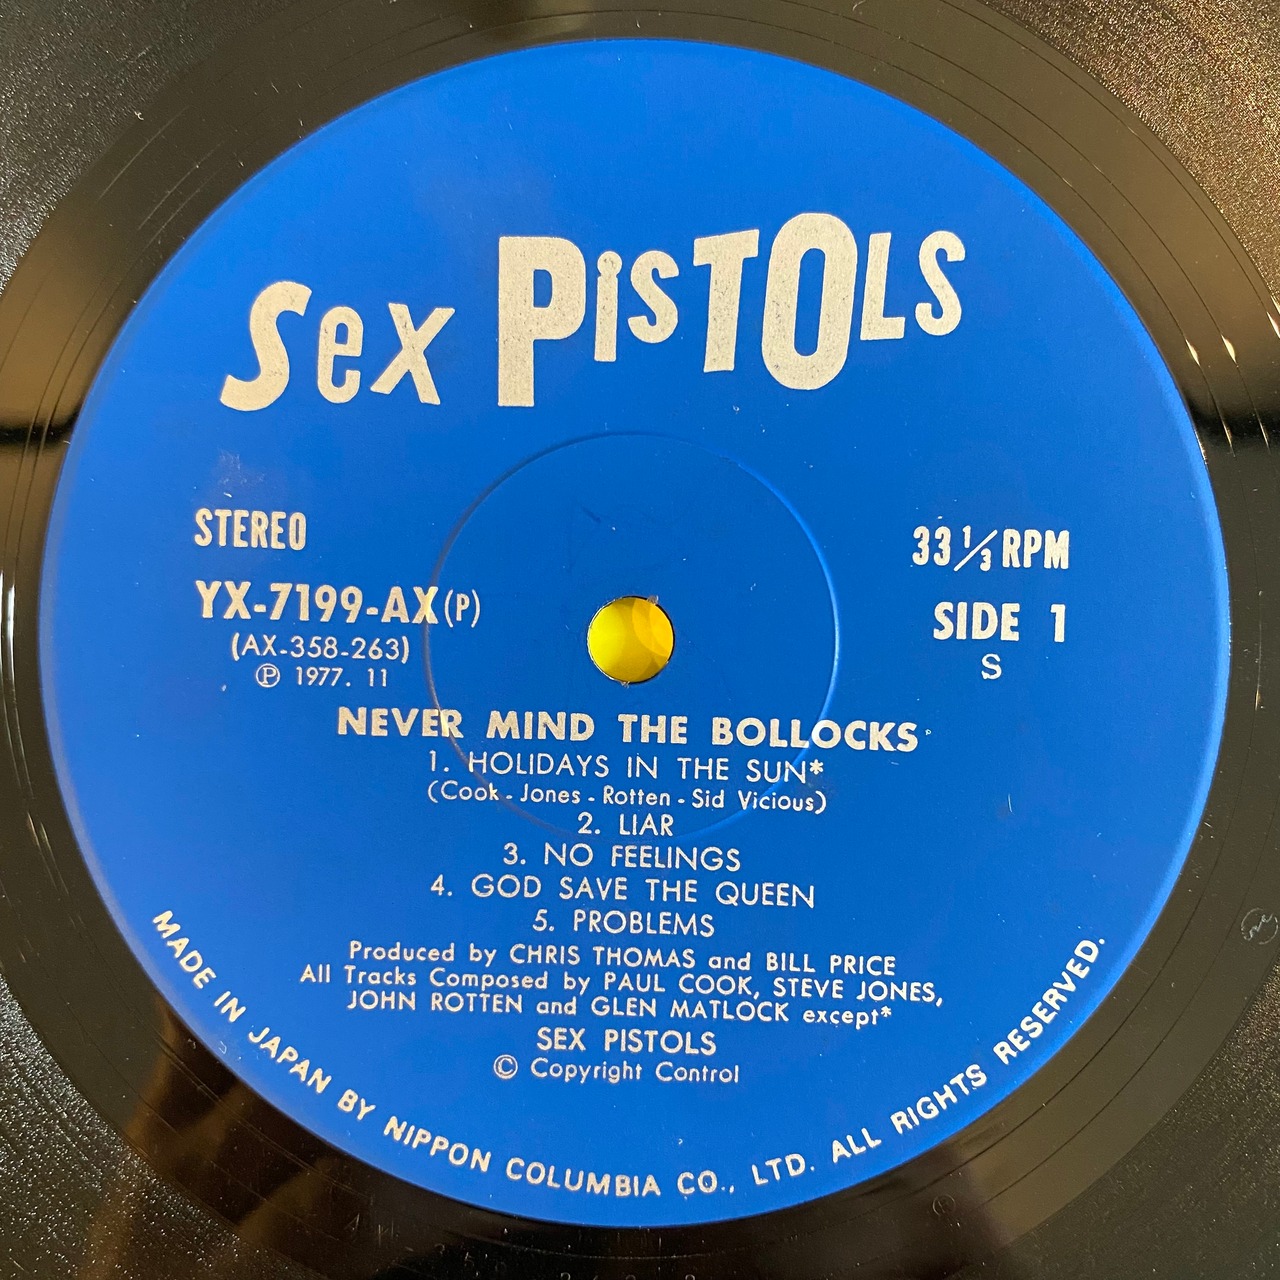 Sex PiSTOLS
STEREO
33 1/3 RPM
YX-7199-AX(P)
SIDE 1
(AX-358-263)
S
Ⓟ 1977. 11
NEVER MIND THE BOLLOCKS
1. HOLIDAYS IN THE SUN*
(Cook - Jones - Rotten - Sid Vicious)
2. LIAR
3. NO FEELINGS
4. GOD SAVE THE QUEEN
5. PROBLEMS
Produced by CHRIS THOMAS and BILL PRICE
All Tracks Composed by PAUL COOK, STEVE JONES,
JOHN ROTTEN and GLEN MATLOCK except*
SEX PISTOLS
© Copyright Control
MADE IN JAPAN BY NIPPON COLUMBIA CO., LTD. ALL RIGHTS RESERVED.